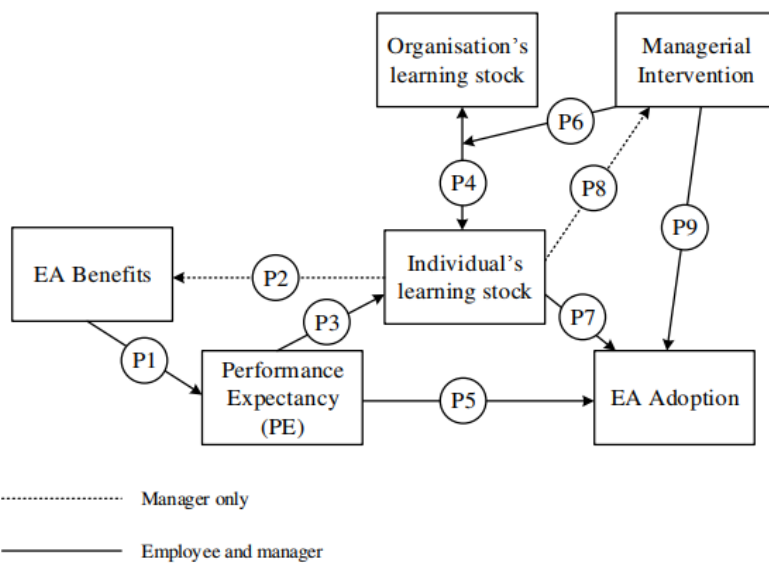 Organisation's
learning stock
Managerial
Intervention
P6
P4
P8
P9
EA Benefits
P2
Individual's
learning stock
P3
P7
P1
Performance
Expectancy
(PE)
P5
EA Adoption
Manager only
Employee and manager